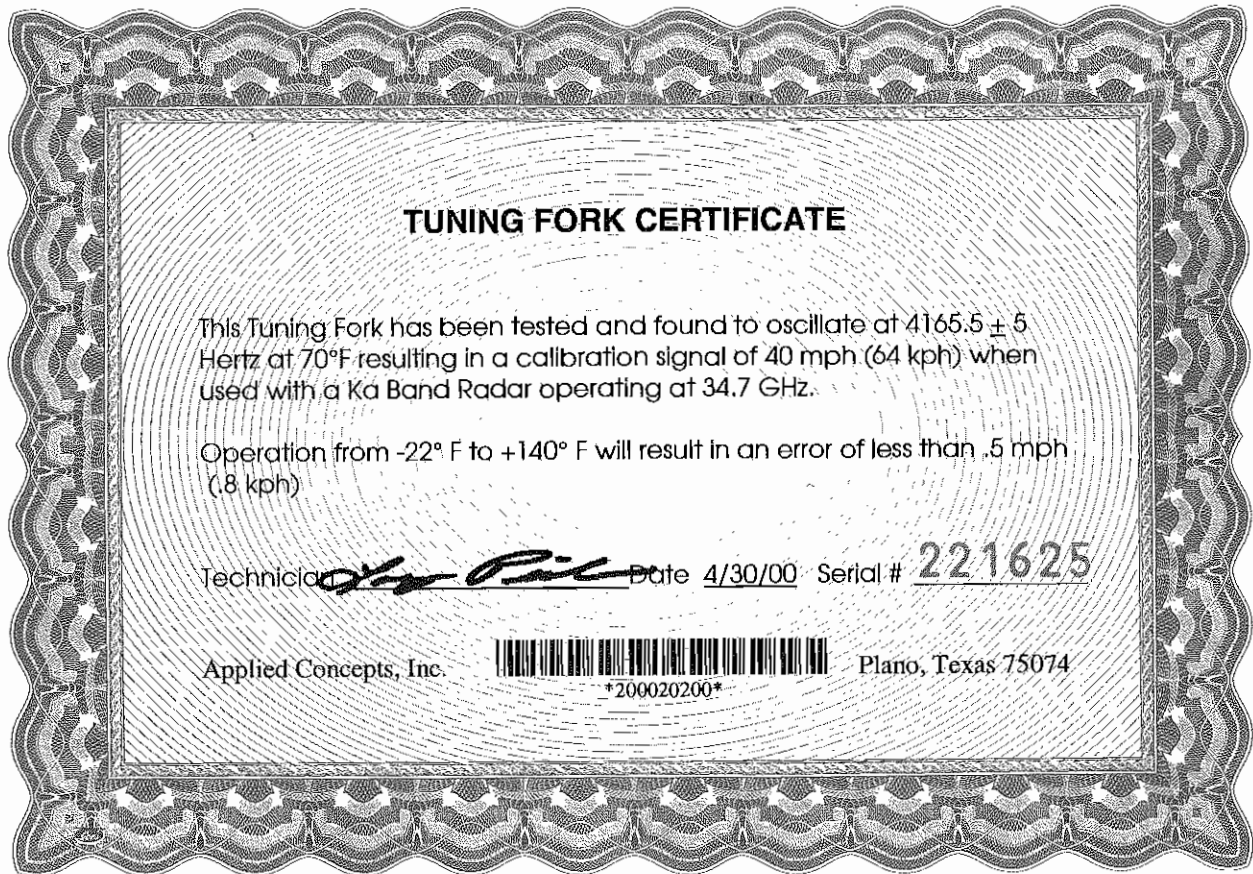 TUNING FORK CERTIFICATE
This Tuning Fork has been tested and found to oscillate at 4165.5 ± 5
Hertz at 70°F resulting in a calibration signal of 40 mph (64 kph) when
used with a Ka Band Radar operating at 34.7 GHz.
Operation from -22° F to +140° F will result in an error of less than .5 mph
(.8 kph)
Technician Date 4/30/00 Serial # 221625
Applied Concepts, Inc. Plano, Texas 75074
*200020200*